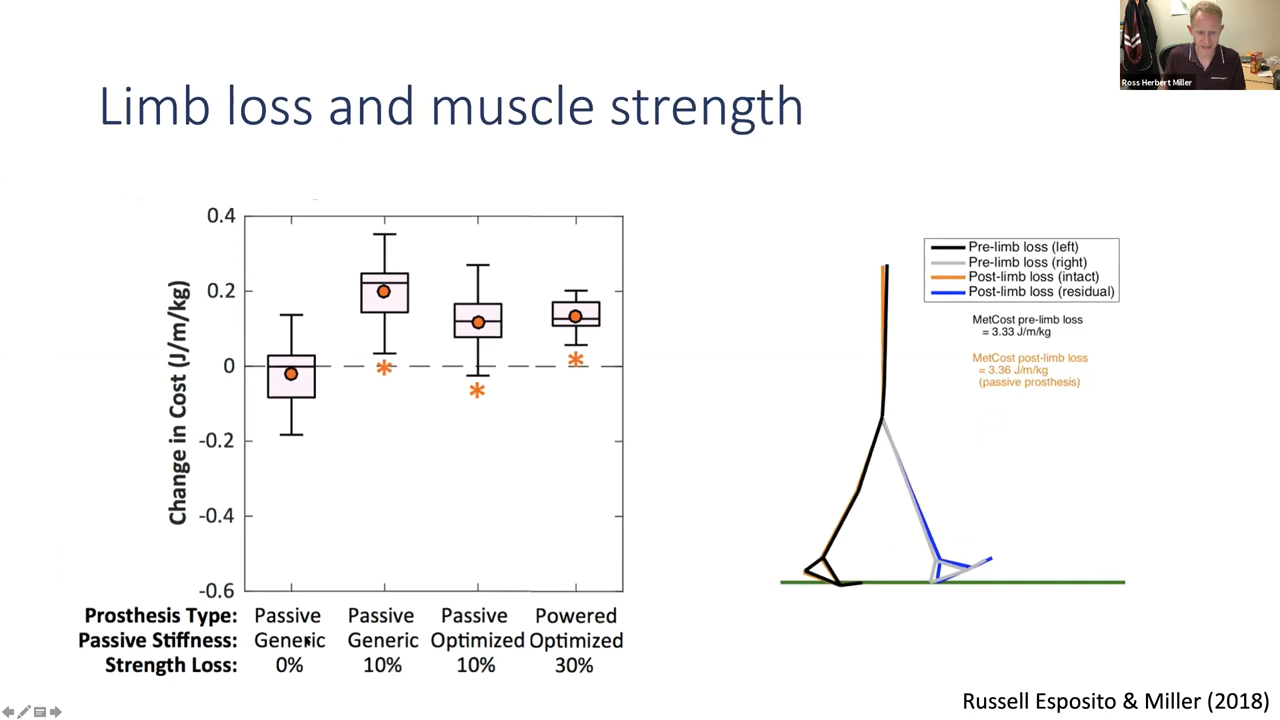 Ross Herbert Miller
Limb loss and muscle strength
Change in Cost (J/m/kg)
0.4
0.2
0
-0.2
-0.4
-0.6
*
*
*
Prosthesis Type: Passive Passive Passive Powered
Passive Stiffness: Generic Generic Optimized Optimized
Strength Loss: 0% 10% 10% 30%
Pre-limb loss (left)
Pre-limb loss (right)
Post-limb loss (intact)
Post-limb loss (residual)
MetCost pre-limb loss
= 3.33 J/m/kg
MetCost post-limb loss
= 3.36 J/m/kg
(passive prosthesis)
Russell Esposito & Miller (2018)